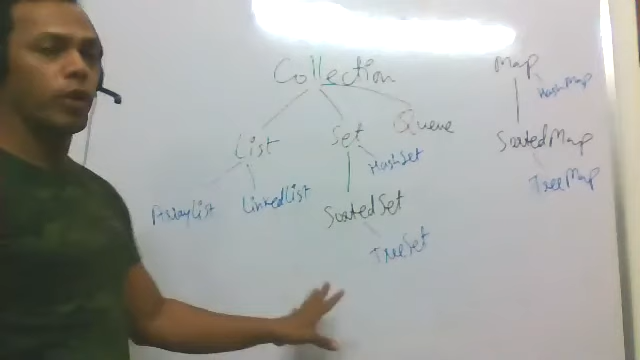 Collection
List
Set
Queue
ArrayList
LinkedList
HashSet
SortedSet
TreeSet
Map
HashMap
SortedMap
TreeMap